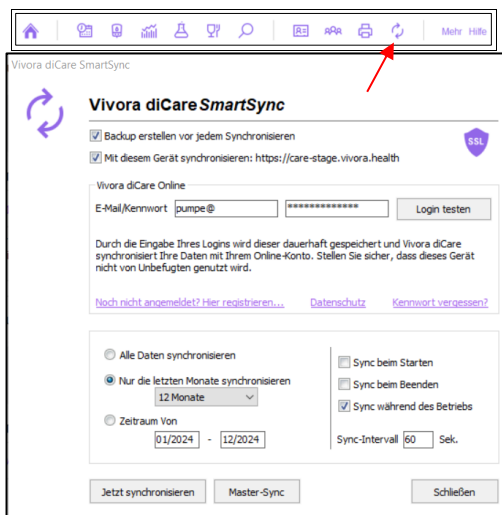 Mehr Hilfe
Vivora diCare SmartSync
Vivora diCare SmartSync
Backup erstellen vor jedem Synchronisieren
SSL
Mit diesem Gerät synchronisieren: https://care-stage.vivora.health
Vivora diCare Online
E-Mail/Kennwort pumpe@ ************* Login testen
Durch die Eingabe Ihres Logins wird dieser dauerhaft gespeichert und Vivora diCare
synchronisiert Ihre Daten mit Ihrem Online-Konto. Stellen Sie sicher, dass dieses Gerät
nicht von Unbefugten genutzt wird.
Noch nicht angemeldet? Hier registrieren... Datenschutz Kennwort vergessen?
Alle Daten synchronisieren
Nur die letzten Monate synchronisieren
12 Monate
Zeitraum Von
01/2024 - 12/2024
Sync beim Starten
Sync beim Beenden
Sync während des Betriebs
Sync-Intervall 60 Sek.
Jetzt synchronisieren Master-Sync Schließen